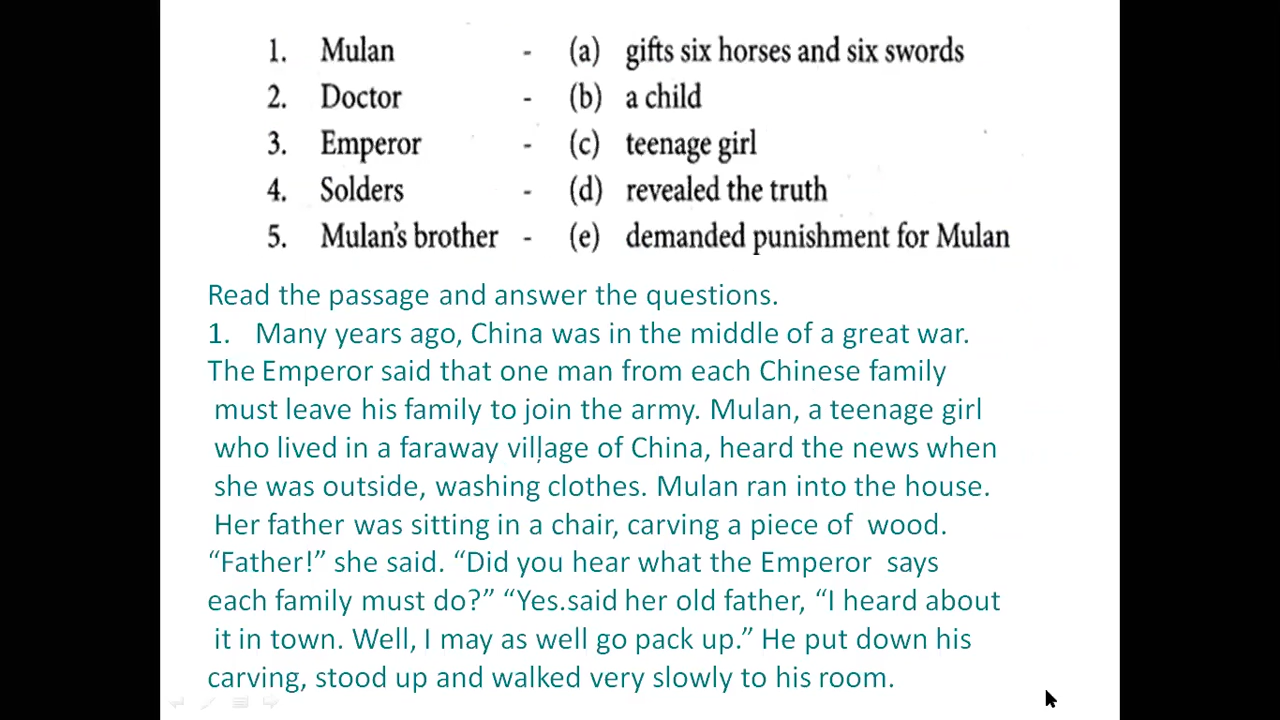 1. Mulan - (a) gifts six horses and six swords
2. Doctor - (b) a child
3. Emperor - (c) teenage girl
4. Solders - (d) revealed the truth
5. Mulan's brother - (e) demanded punishment for Mulan
Read the passage and answer the questions.
1. Many years ago, China was in the middle of a great war.
The Emperor said that one man from each Chinese family
must leave his family to join the army. Mulan, a teenage girl
who lived in a faraway village of China, heard the news when
she was outside, washing clothes. Mulan ran into the house.
Her father was sitting in a chair, carving a piece of wood.
“Father!” she said. “Did you hear what the Emperor says
each family must do?” “Yes.said her old father, “I heard about
it in town. Well, I may as well go pack up.” He put down his
carving, stood up and walked very slowly to his room.